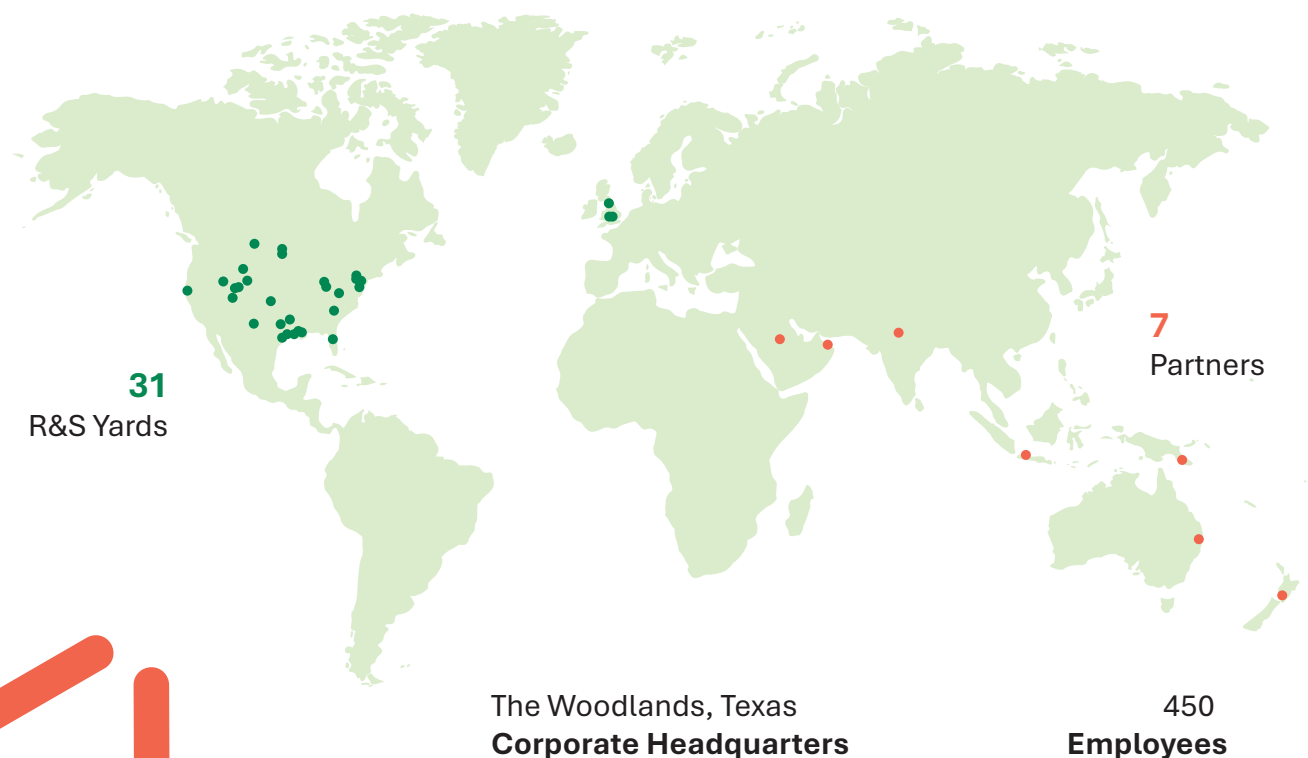 7
Partners
31
R&S Yards
The Woodlands, Texas
Corporate Headquarters
450
Employees